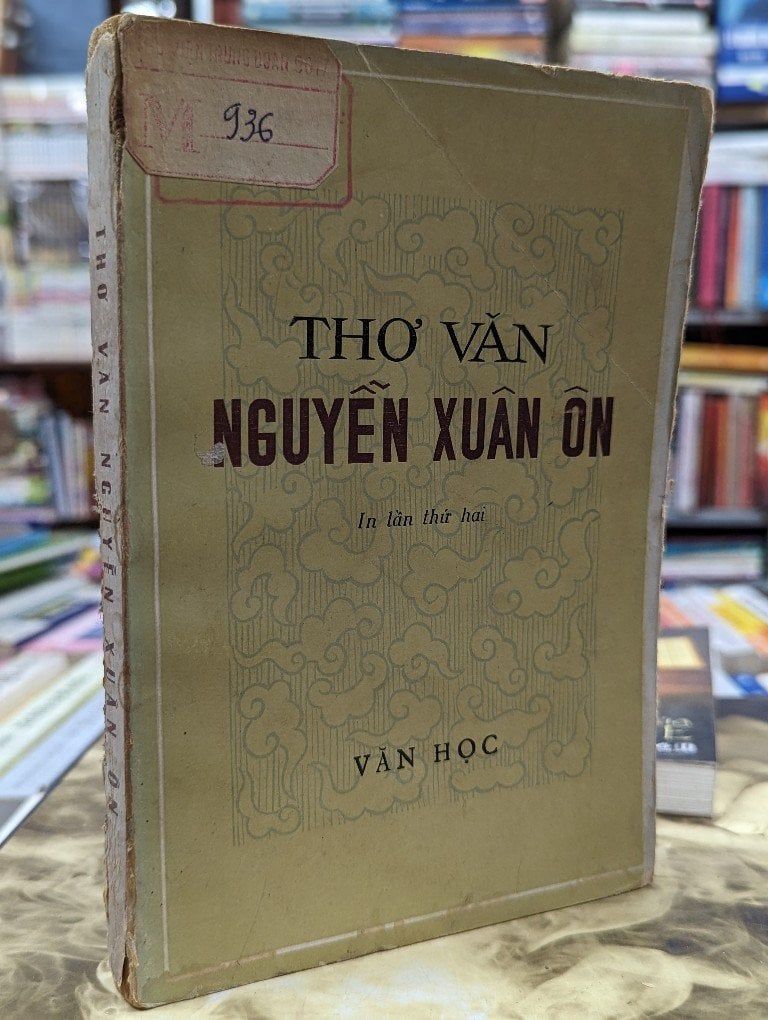 M 936
THƠ VĂN
NGUYỄN XUÂN ÔN
In lần thứ hai
VĂN HỌC
THƠ VĂN NGUYỄN XUÂN ÔN